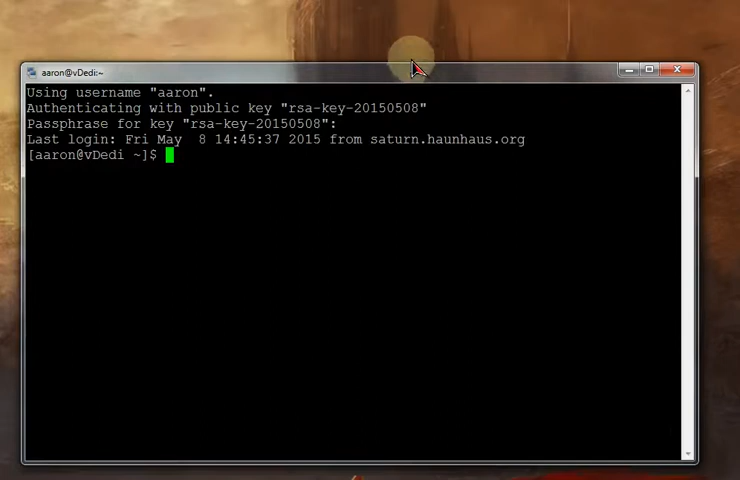 aaron@vDedi:~
Using username "aaron".
Authenticating with public key "rsa-key-20150508"
Passphrase for key "rsa-key-20150508":
Last login: Fri May  8 14:45:37 2015 from saturn.haunhaus.org
[aaron@vDedi ~]$